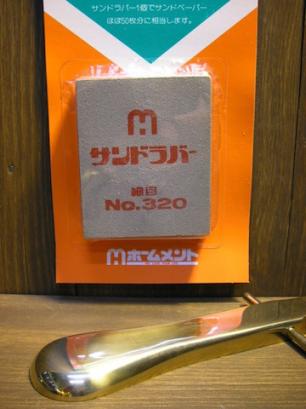 サンドラバー1個でサンドペーパー
ほぼ50枚分に相当します。
サンドラバー
細目
No.320
ホームメント